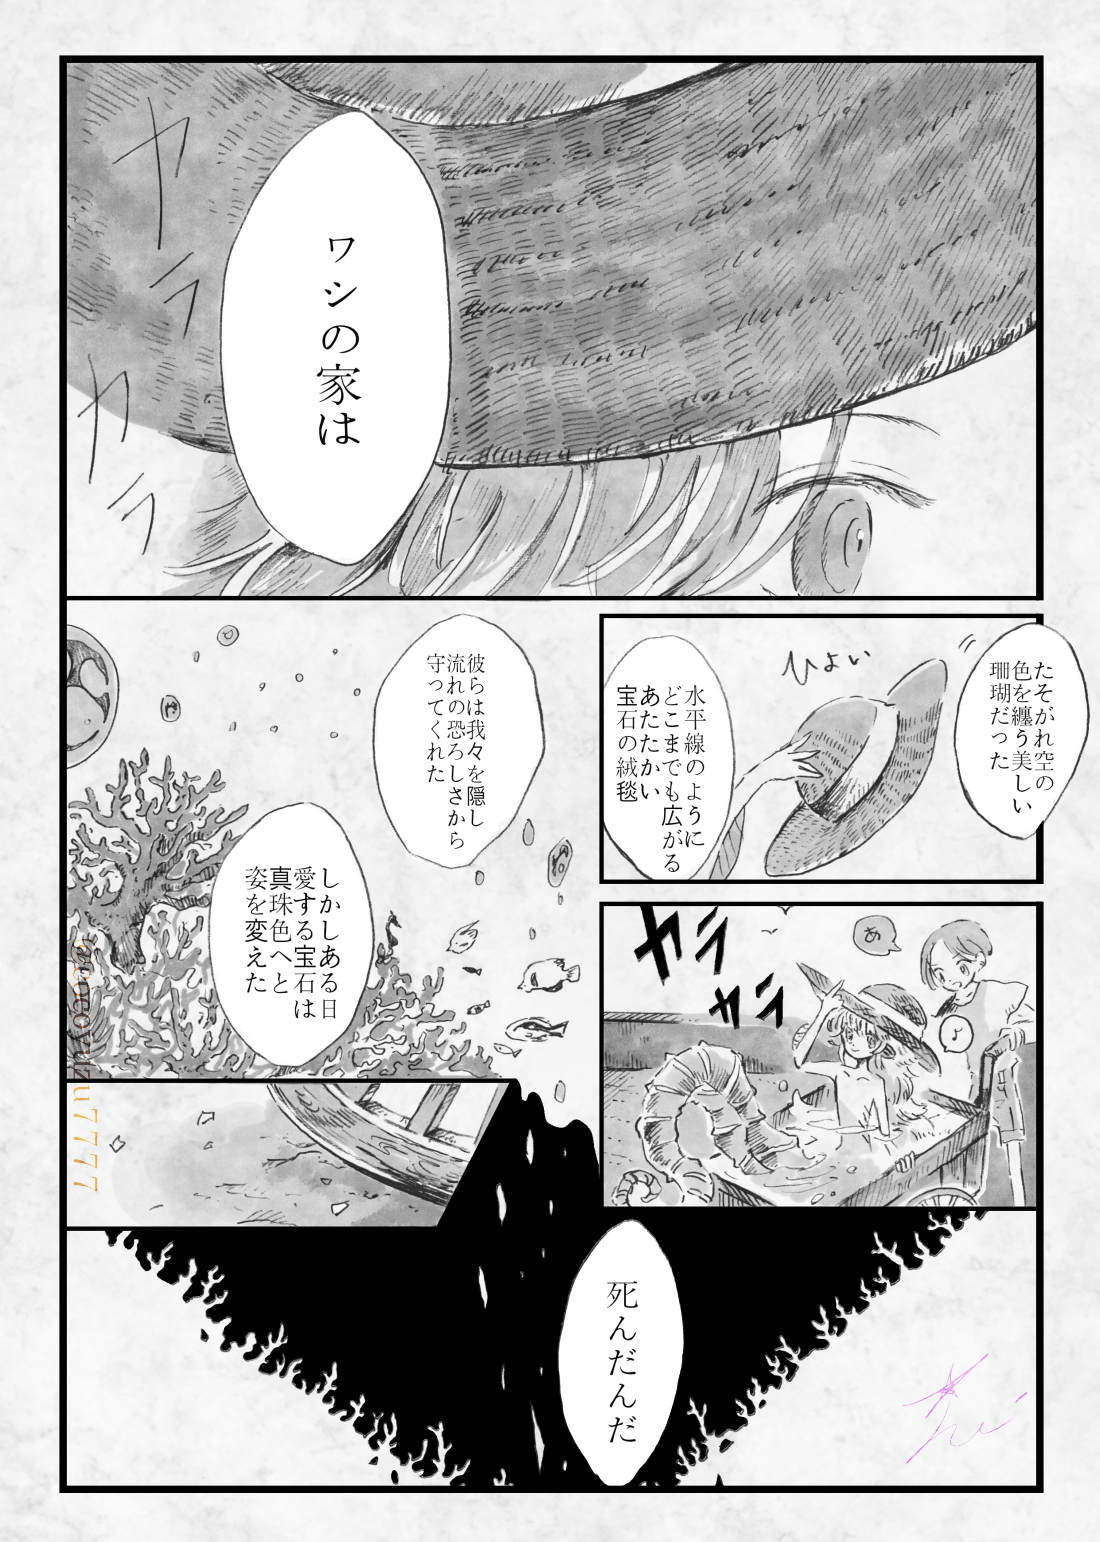 ガラガラ
ワシの家は
たそがれ空の
色を纏う美しい
珊瑚だった
ひょい
水平線のように
どこまでも広がる
あたたかい
宝石の絨毯
彼らは我々を隠し
流れの恐ろしさから
守ってくれた
しかしある日
愛する宝石は
真珠色へと
姿を変えた
あ
♪
ガラガラ
死んだんだ